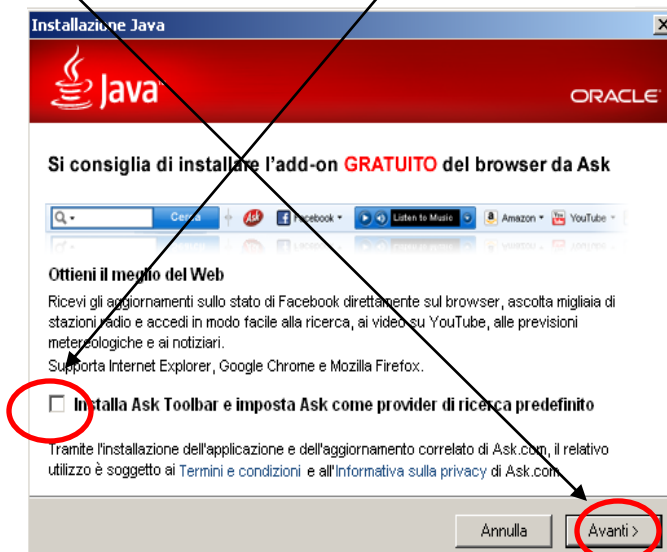 Installazione Java
Java
ORACLE
Si consiglia di installare l'add-on GRATUITO del browser da Ask
Cerca Ask Facebook Listen to Music Amazon YouTube
Ottieni il meglio del Web
Ricevi gli aggiornamenti sullo stato di Facebook direttamente sul browser, ascolta migliaia di
stazioni radio e accedi in modo facile alla ricerca, ai video su YouTube, alle previsioni
metereologiche e ai notiziari.
Supporta Internet Explorer, Google Chrome e Mozilla Firefox.
Installa Ask Toolbar e imposta Ask come provider di ricerca predefinito
Tramite l'installazione dell'applicazione e dell'aggiornamento correlato di Ask.com, il relativo
utilizzo è soggetto ai Termini e condizioni e all'Informativa sulla privacy di Ask.com
Annulla
Avanti >